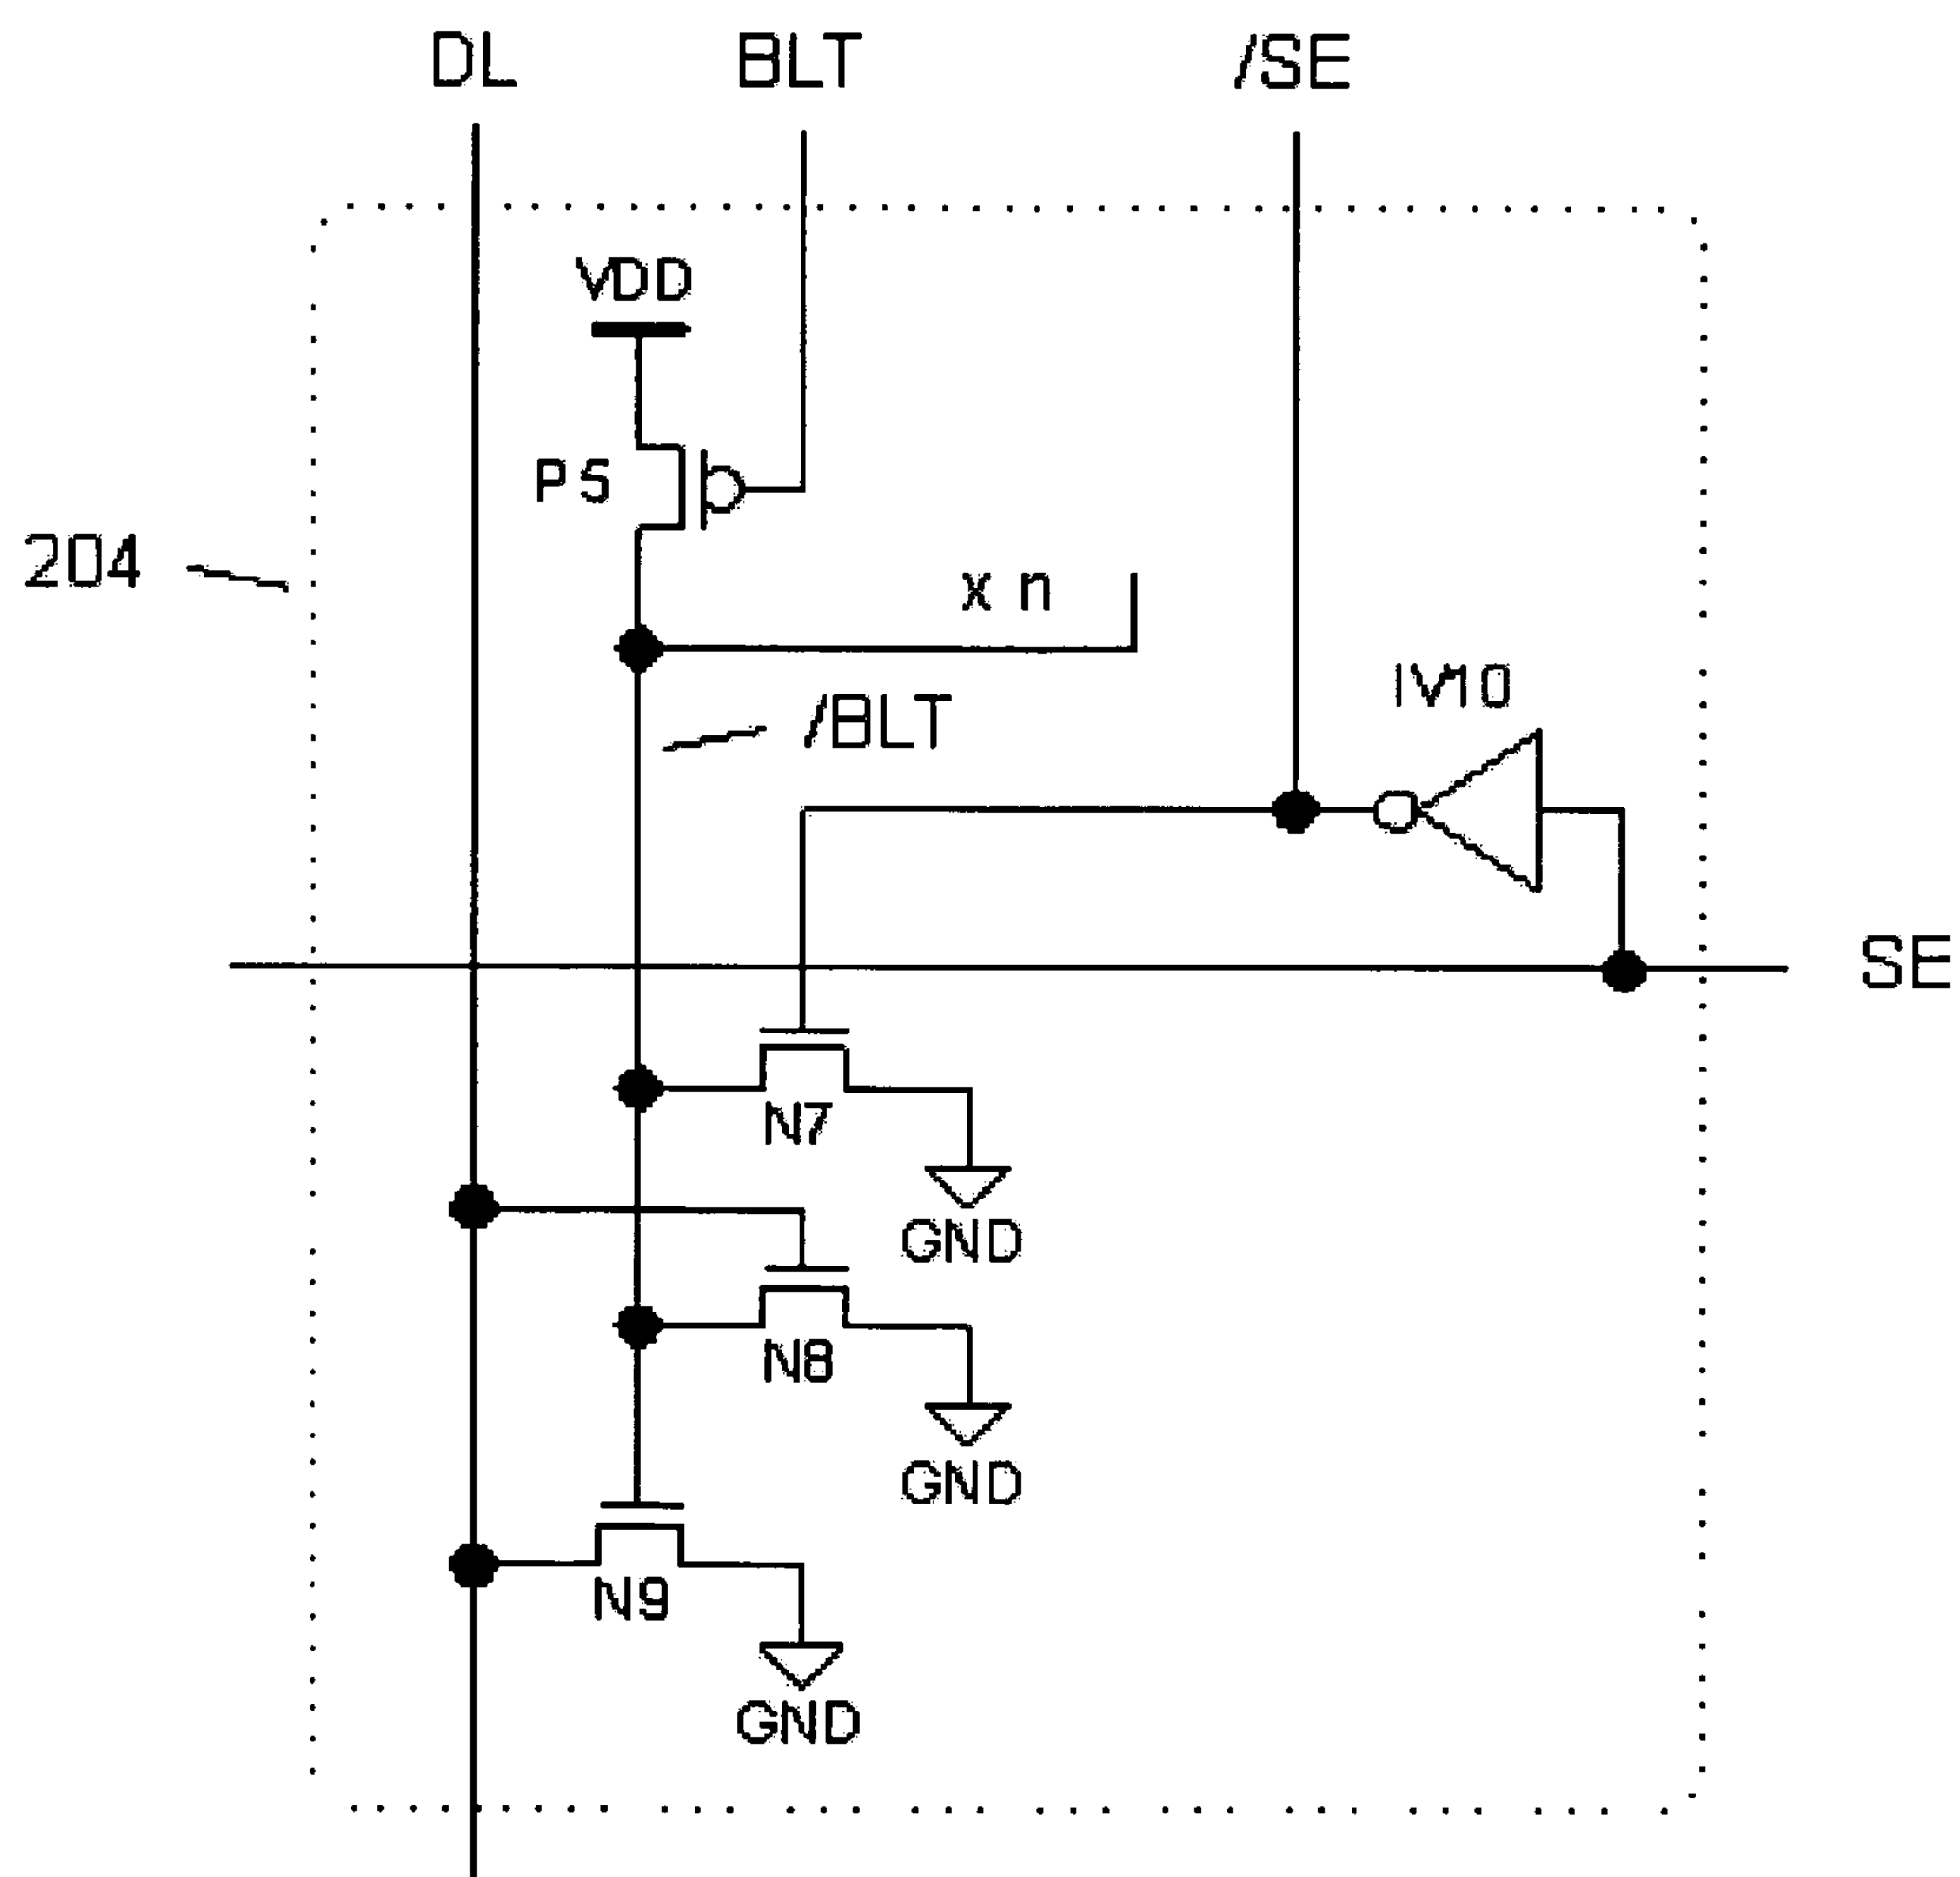 DL BLT /SE
VDD
P5
204
x n
IV10
/BLT
SE
N7
GND
N8
GND
N9
GND